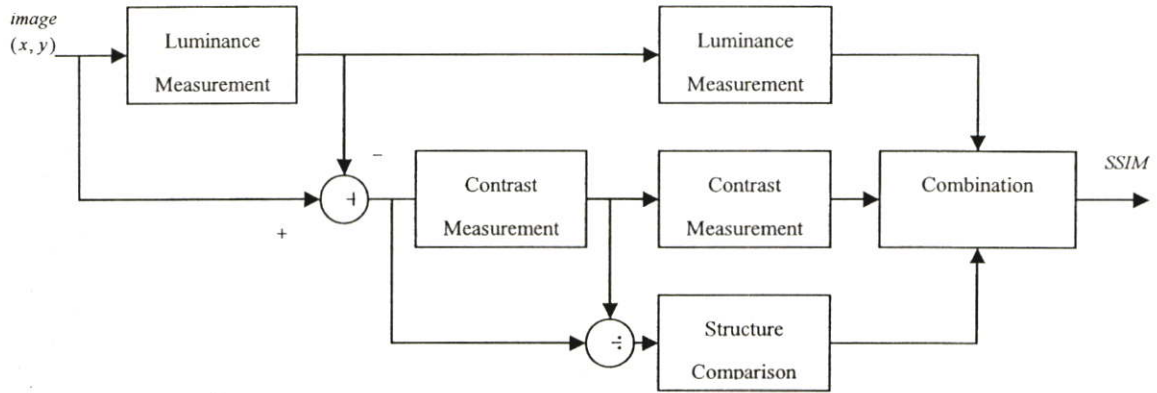 image
(x, y)
Luminance
Measurement
Luminance
Measurement
−
+
+
Contrast
Measurement
Contrast
Measurement
Combination
SSIM
÷
Structure
Comparison